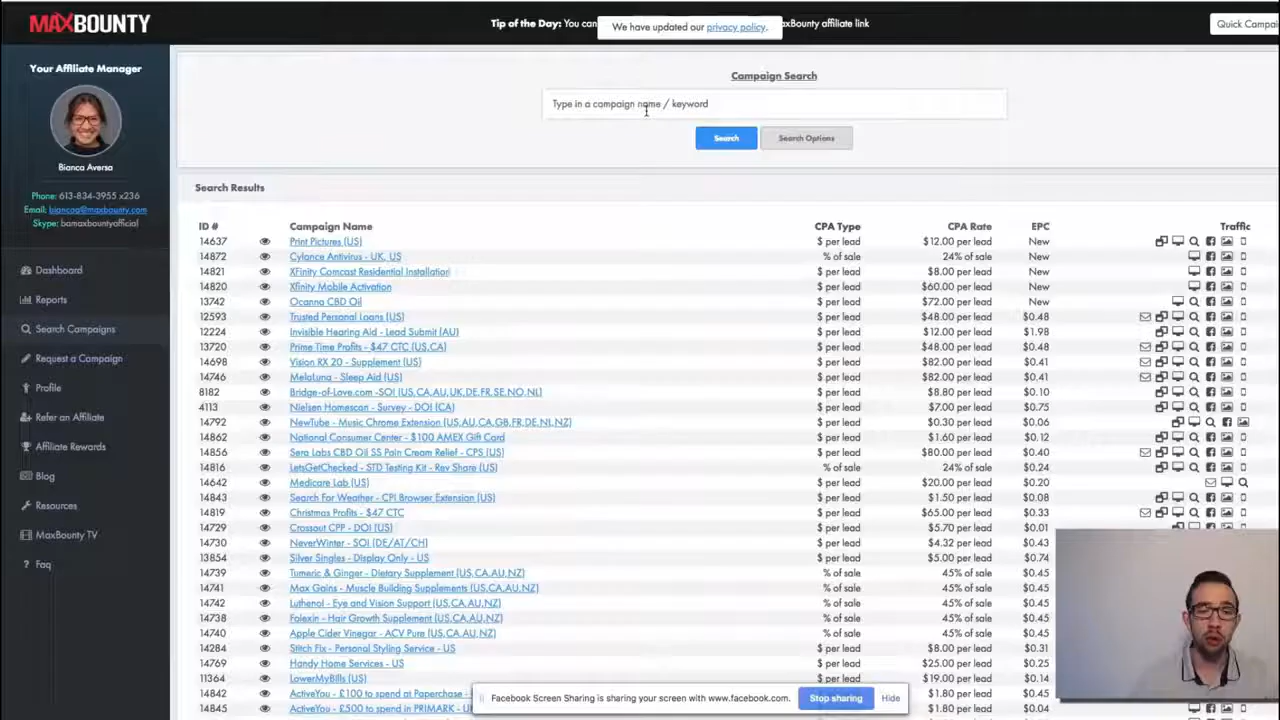 MAXBOUNTY
Tip of the Day: You can
We have updated our privacy policy.
axBounty affiliate link
Quick Campai
Your Affiliate Manager
Bianca Aversa
Phone: 613-834-3955 x236
Email: biancaa@maxbounty.com
Skype: bamaxbountyofficial
Dashboard
Reports
Search Campaigns
Request a Campaign
Profile
Refer an Affiliate
Affiliate Rewards
Blog
Resources
MaxBounty TV
Faq
Campaign Search
Type in a campaign name / keyword
Search
Search Options
Search Results
ID # Campaign Name CPA Type CPA Rate EPC Traffic
14637 Print Pictures (US) $ per lead $12.00 per lead New
14872 Cylance Antivirus - UK, US % of sale 24% of sale New
14821 XFinity Comcast Residential Installation $ per lead $8.00 per lead New
14820 Xfinity Mobile Activation $ per lead $60.00 per lead New
13742 Ocanna CBD Oil $ per lead $72.00 per lead New
12593 Trusted Personal Loans (US) $ per lead $48.00 per lead $0.48
12224 Invisible Hearing Aid - Lead Submit (AU) $ per lead $12.00 per lead $1.98
13720 Prime Time Profits - $47 CTC (US,CA) $ per lead $48.00 per lead $0.48
14698 Vision RX 20 - Supplement (US) $ per lead $82.00 per lead $0.41
14746 MelaLuna - Sleep Aid (US) $ per lead $82.00 per lead $0.41
8182 Bridge-of-Love.com -SOI (US,CA,AU,UK,DE,FR,SE,NO,NL) $ per lead $8.80 per lead $0.10
4113 Nielsen Homescan - Survey - DOI (CA) $ per lead $7.00 per lead $0.75
14792 NewTube - Music Chrome Extension (US,AU,CA,GB,FR,DE,NL,NZ) $ per lead $0.30 per lead $0.06
14862 National Consumer Center - $100 AMEX Gift Card $ per lead $1.60 per lead $0.12
14856 Sera Labs CBD Oil SS Pain Cream Relief - CPS (US) $ per lead $80.00 per lead $0.40
14816 LetsGetChecked - STD Testing Kit - Rev Share (US) % of sale 24% of sale $0.24
14642 Medicare Lab (US) $ per lead $20.00 per lead $0.20
14843 Search For Weather - CPI Browser Extension (US) $ per lead $1.50 per lead $0.08
14819 Christmas Profits - $47 CTC $ per lead $65.00 per lead $0.33
14729 Crossout CPP - DOI (US) $ per lead $5.70 per lead $0.01
14730 NeverWinter - SOI (DE/AT/CH) $ per lead $4.32 per lead $0.43
13854 Silver Singles - Display Only - US $ per lead $5.00 per lead $0.74
14739 Tumeric & Ginger - Dietary Supplement (US,CA,AU,NZ) % of sale 45% of sale $0.45
14741 Max Gains - Muscle Building Supplements (US,CA,AU,NZ) % of sale 45% of sale $0.45
14742 Luthenol - Eye and Vision Support (US,CA,AU,NZ) % of sale 45% of sale $0.45
14738 Folexin - Hair Growth Supplement (US,CA,AU,NZ) % of sale 45% of sale $0.45
14740 Apple Cider Vinegar - ACV Pure (US,CA,AU,NZ) % of sale 45% of sale $0.45
14284 Stitch Fix - Personal Styling Service - US $ per lead $8.00 per lead $0.31
14769 Handy Home Services - US $ per lead $25.00 per lead $0.25
11364 LowerMyBills (US) $ per lead $19.00 per lead $0.14
14842 ActiveYou - £100 to spend at Paperchase - $ per lead $1.80 per lead $0.45
14845 ActiveYou - £500 to spend in PRIMARK - U $ per lead $1.80 per lead $0.04
Facebook Screen Sharing is sharing your screen with www.facebook.com.
Stop sharing
Hide